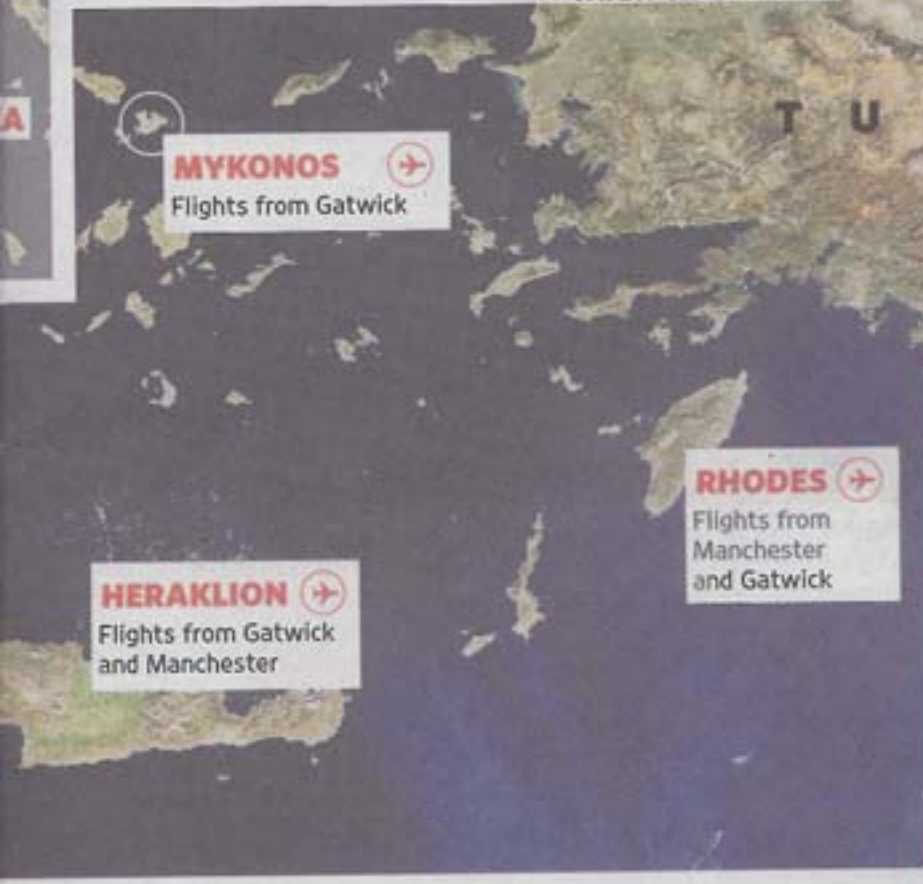 A
T U
MYKONOS
Flights from Gatwick
RHODES
Flights from
Manchester
and Gatwick
HERAKLION
Flights from Gatwick
and Manchester